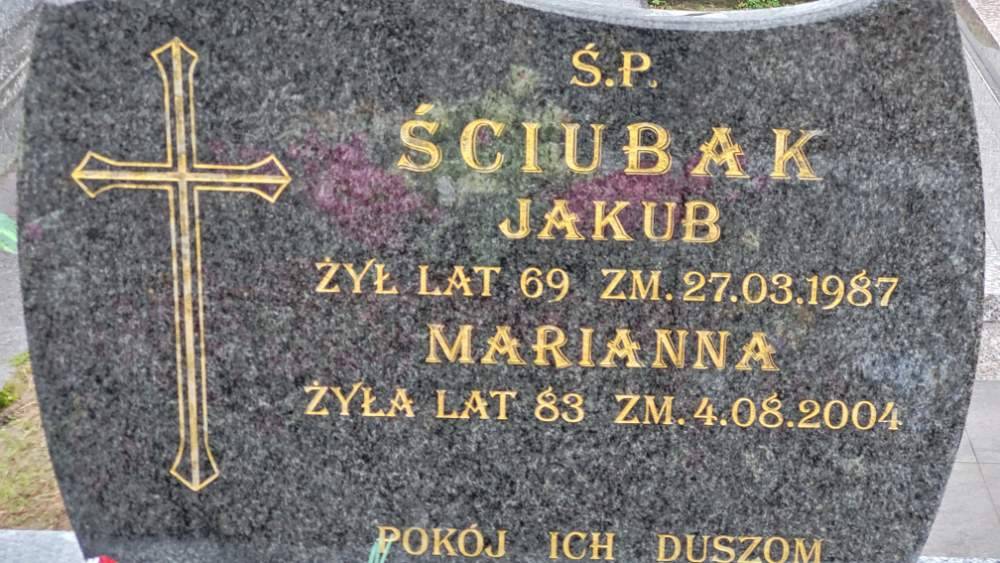 Ś.P.
ŚCIUBAK
JAKUB
ŻYŁ LAT 69 ZM. 27.03.1987
MARIANNA
ŻYŁA LAT 83 ZM. 4.08.2004
POKÓJ ICH DUSZOM